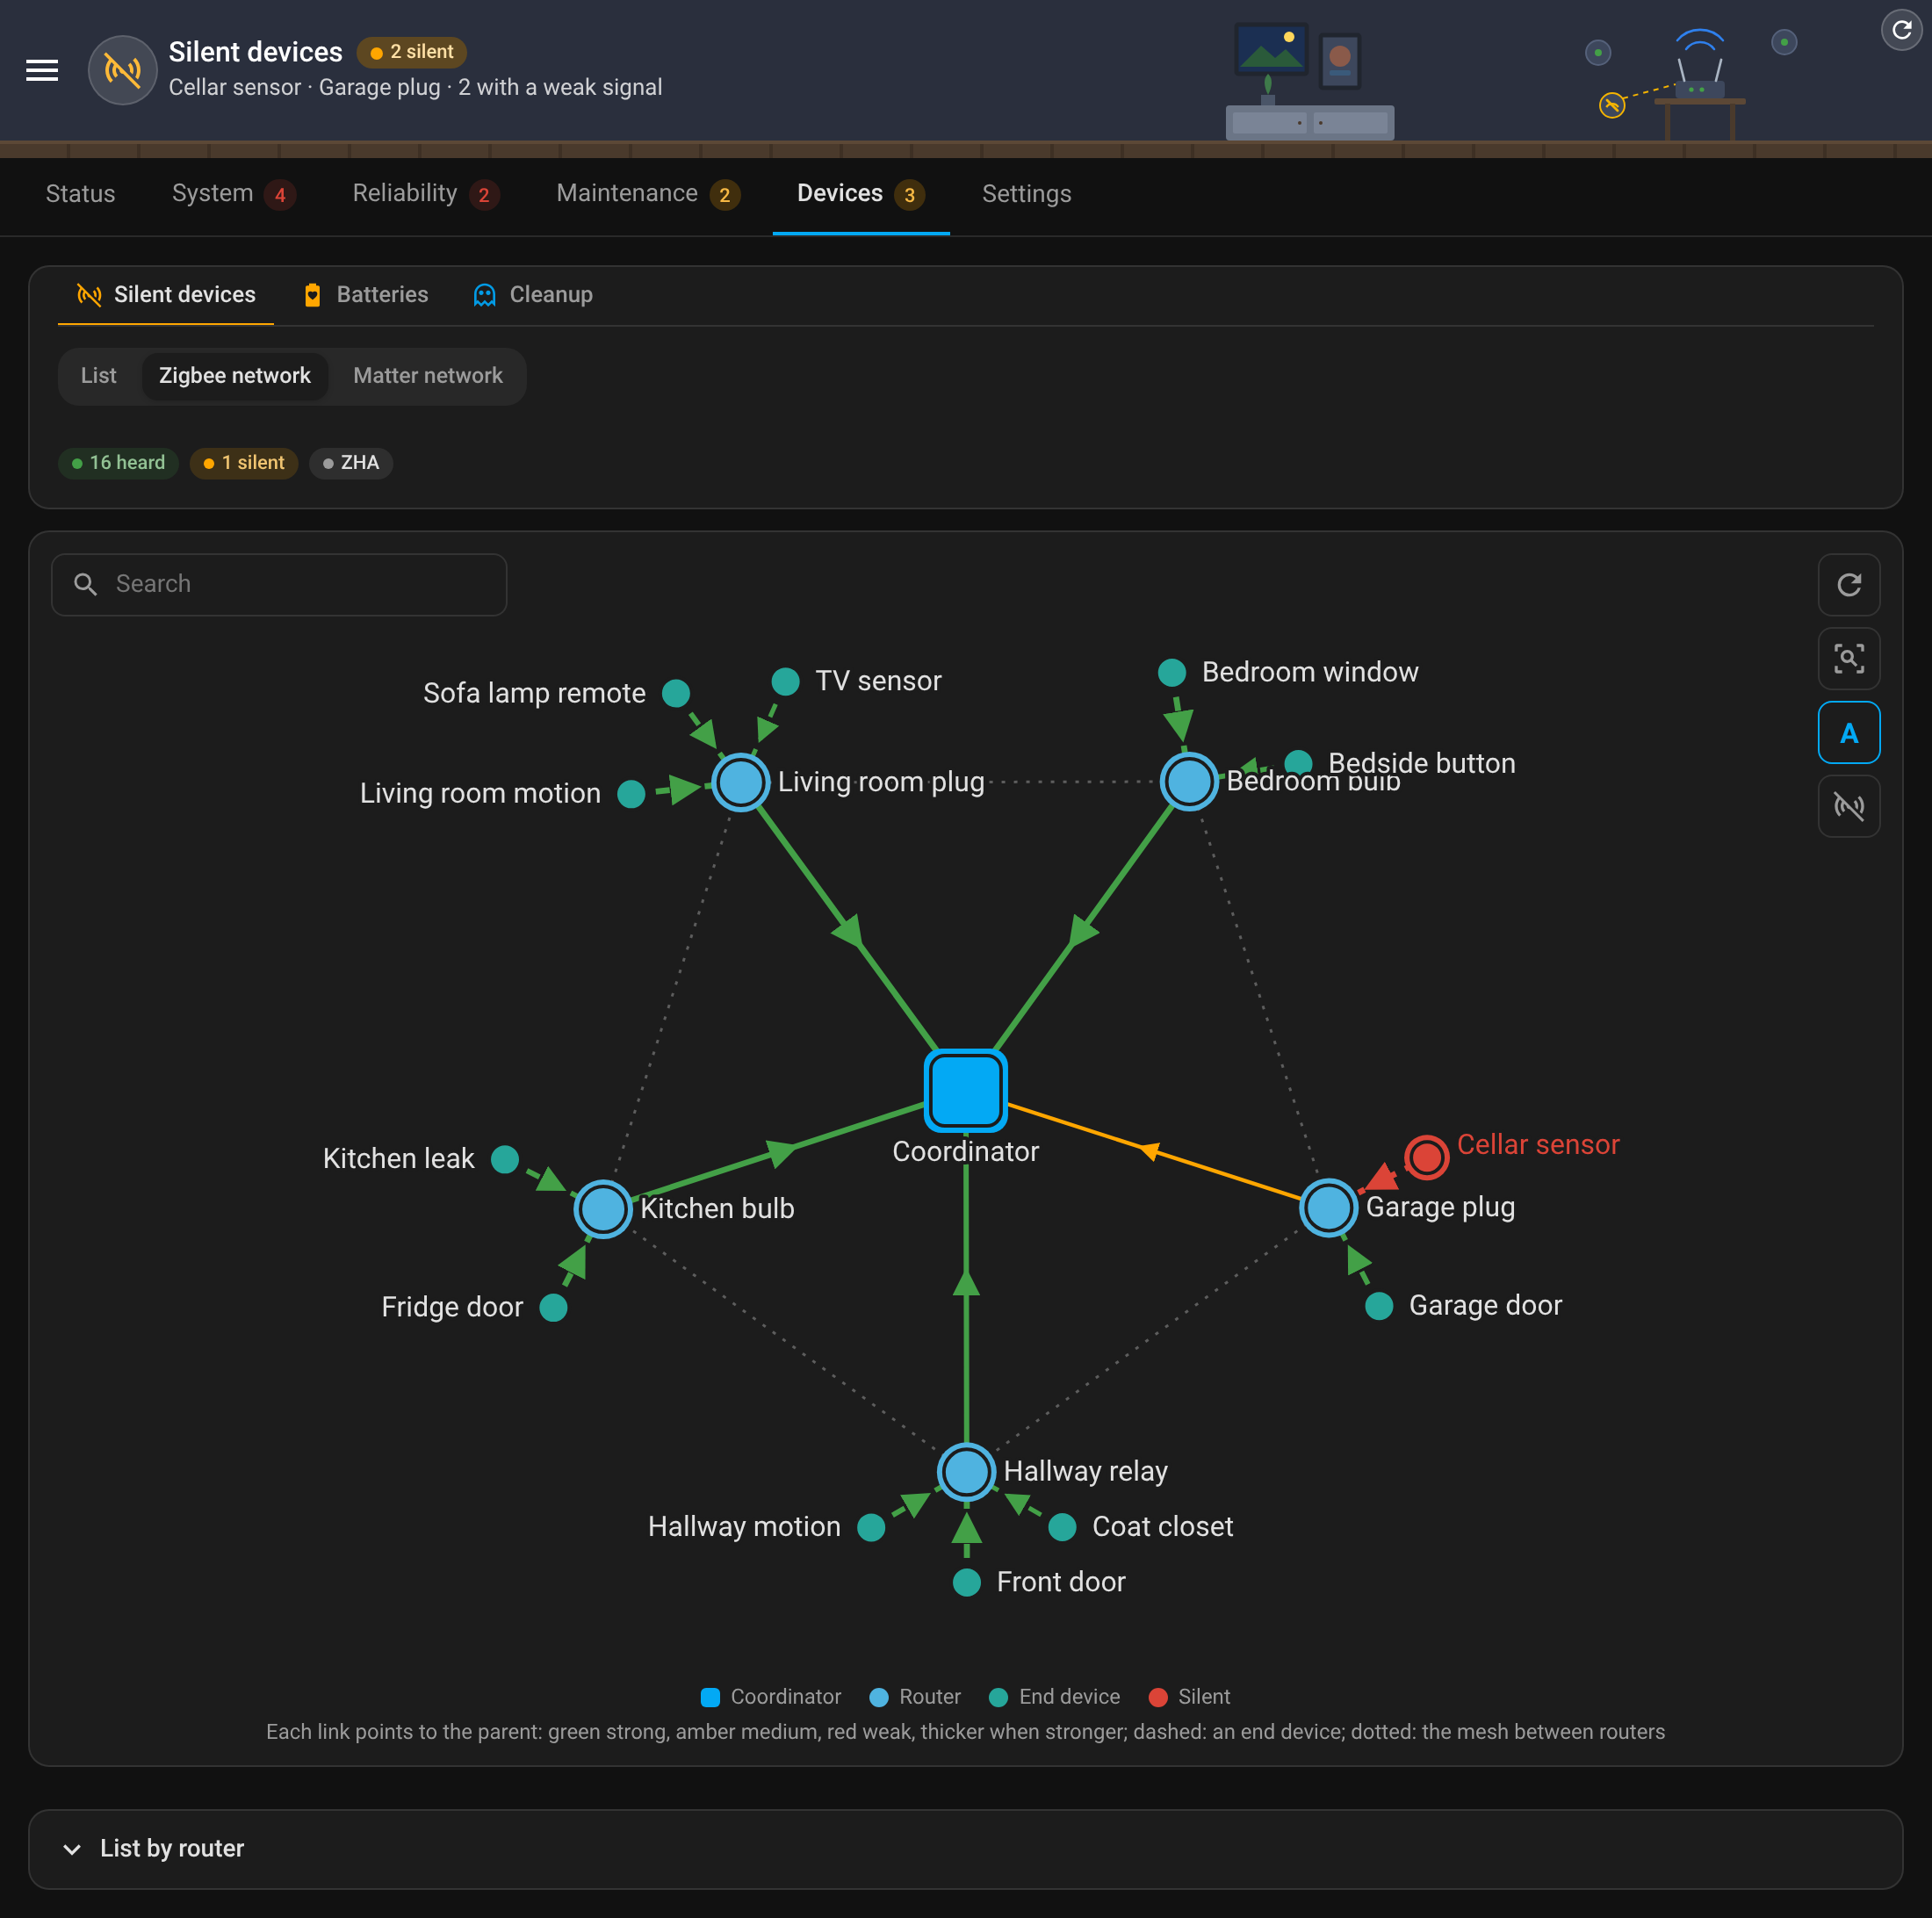 Silent devices 2 silent
Cellar sensor · Garage plug · 2 with a weak signal
Status System 4 Reliability 2 Maintenance 2 Devices 3 Settings
Silent devices Batteries Cleanup
List Zigbee network Matter network
16 heard 1 silent ZHA
Search
A
Bedroom window
TV sensor
Sofa lamp remote
Bedside button
Living room plug
Bedroom bulb
Living room motion
Cellar sensor
Coordinator
Kitchen leak
Garage plug
Kitchen bulb
Garage door
Fridge door
Hallway relay
Hallway motion
Coat closet
Front door
Coordinator Router End device Silent
Each link points to the parent: green strong, amber medium, red weak, thicker when stronger; dashed: an end device; dotted: the mesh between routers
List by router